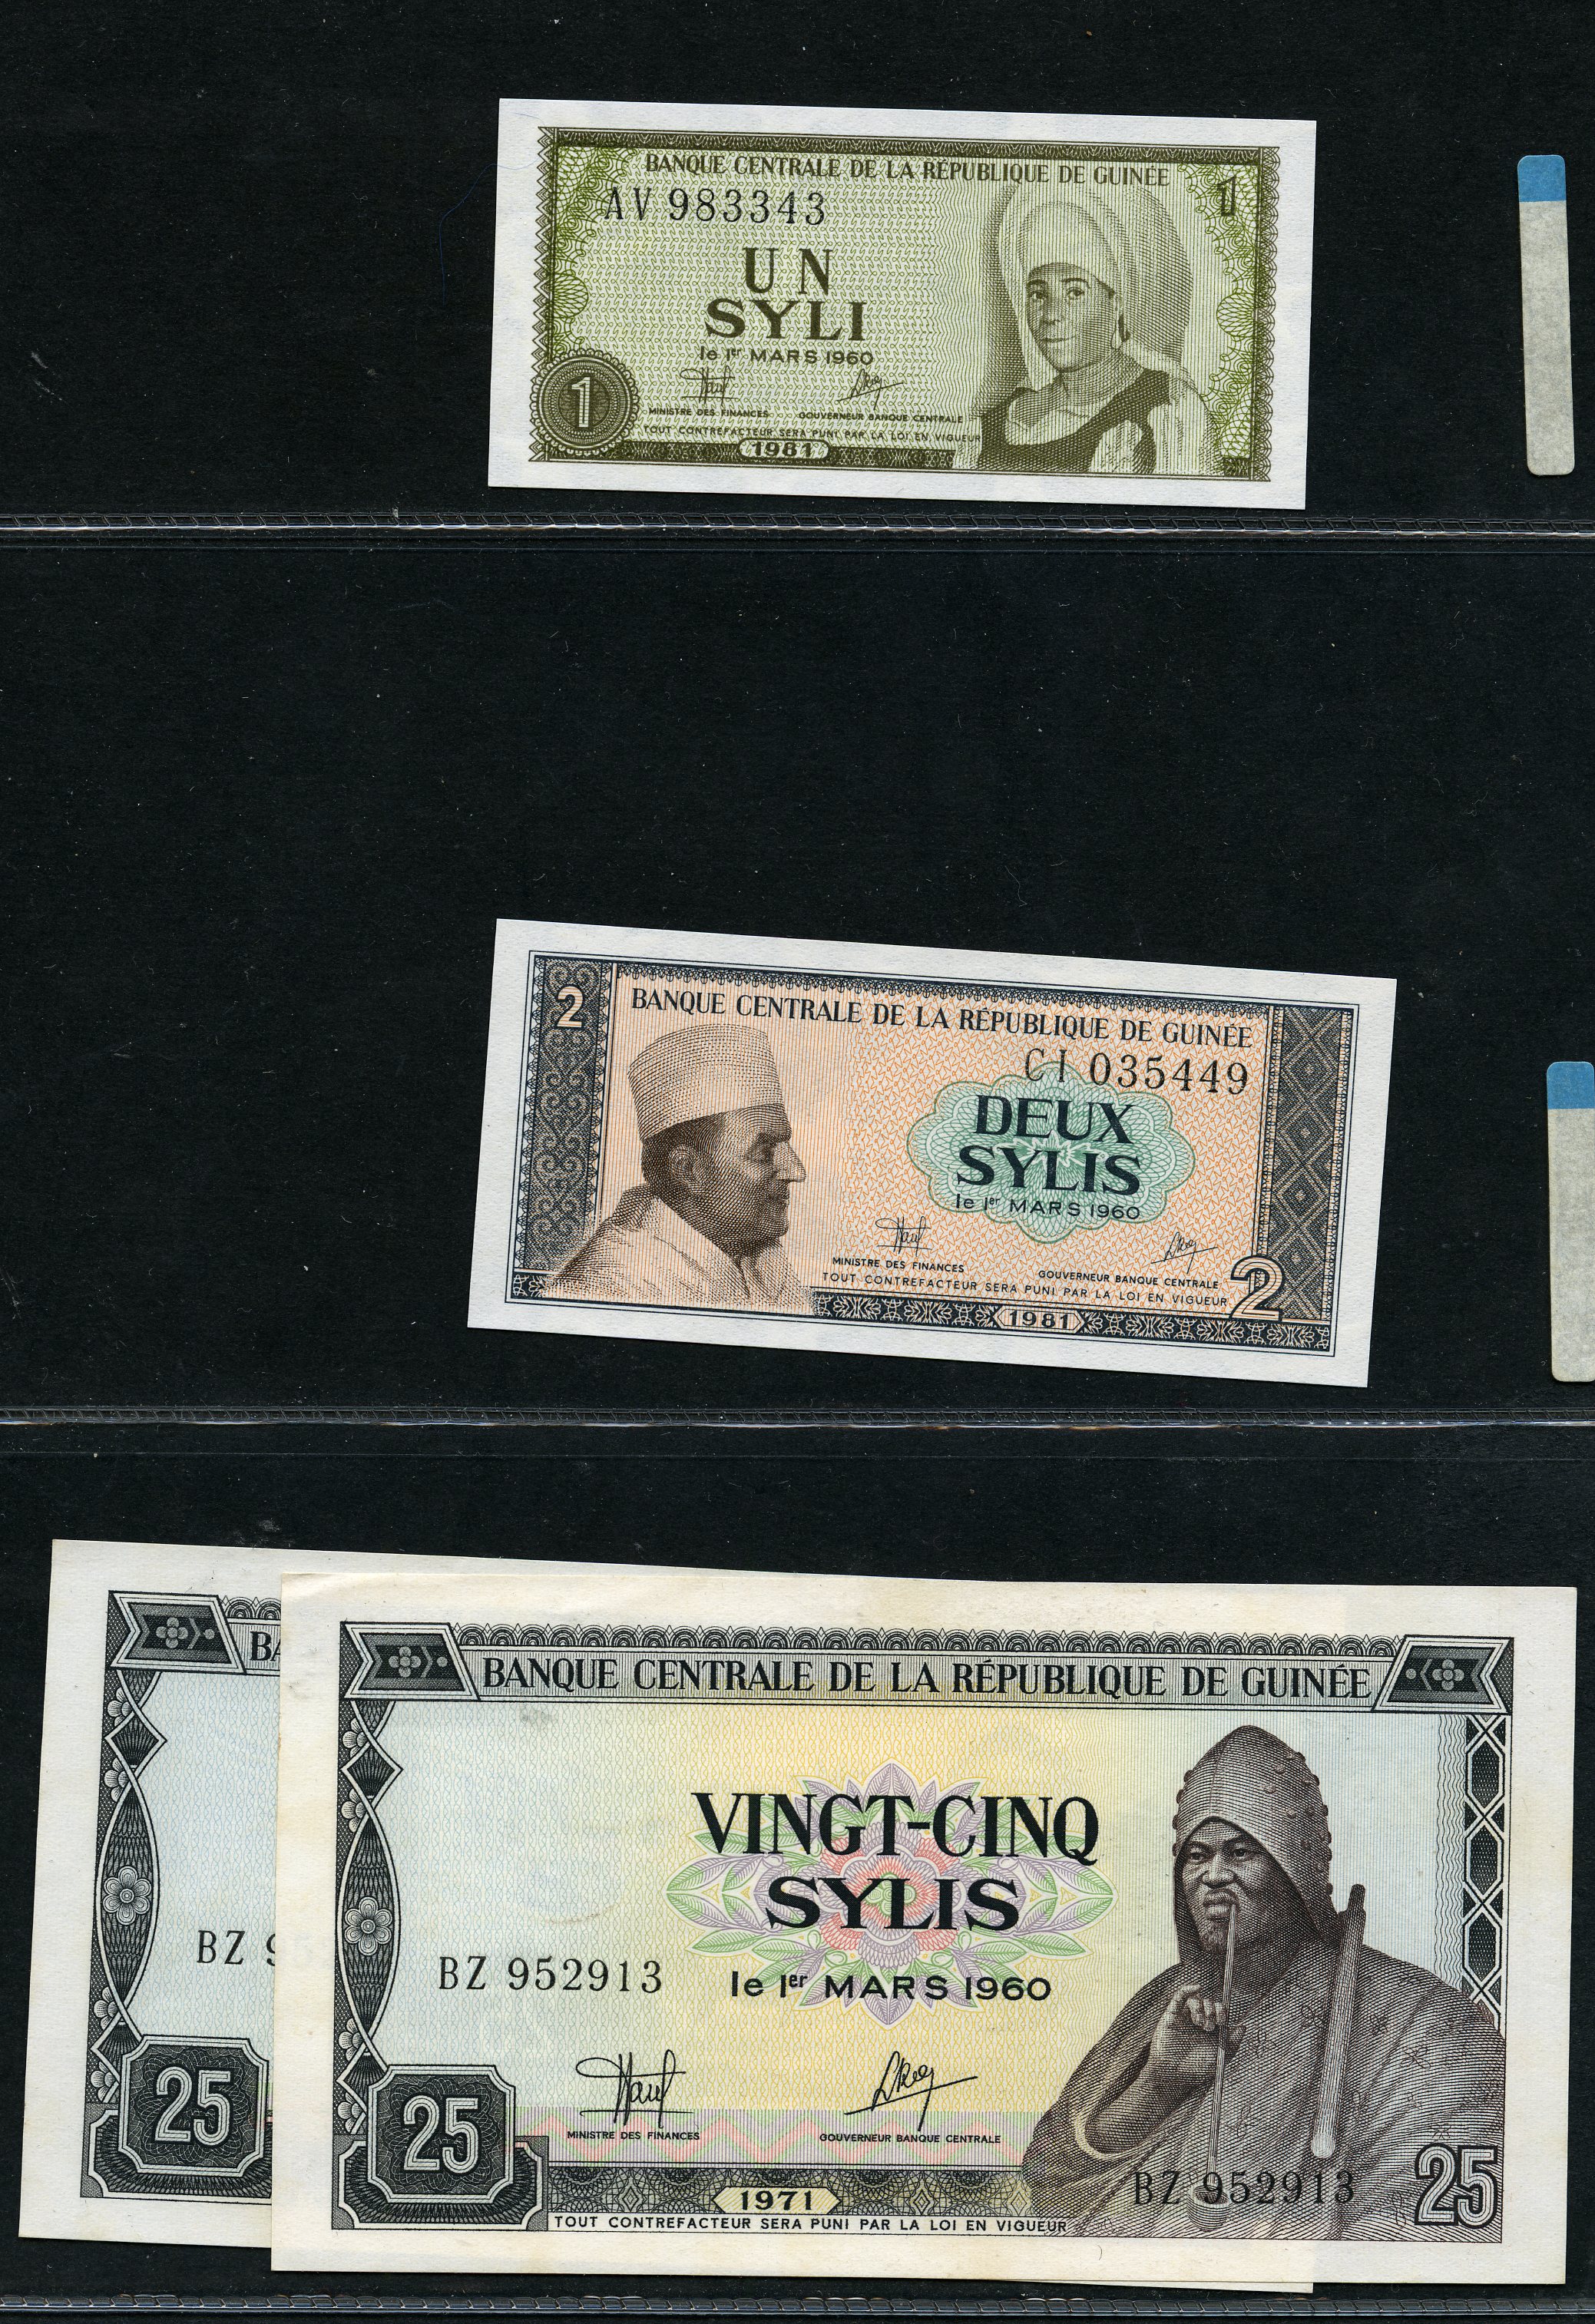 BANQUE CENTRALE DE LA RÉPUBLIQUE DE GUINÉE
AV 983343
1
UN
SYLI
le 1er MARS 1960
MINISTRE DES FINANCES GOUVERNEUR BANQUE CENTRALE
TOUT CONTREFACTEUR SERA PUNI PAR LA LOI EN VIGUEUR
1
1981
2
BANQUE CENTRALE DE LA RÉPUBLIQUE DE GUINÉE
CI 035449
DEUX
SYLIS
le 1er MARS 1960
MINISTRE DES FINANCES GOUVERNEUR BANQUE CENTRALE
TOUT CONTREFACTEUR SERA PUNI PAR LA LOI EN VIGUEUR
2
1981
BA
BZ 9
25
BANQUE CENTRALE DE LA RÉPUBLIQUE DE GUINÉE
VINGT-CINQ
SYLIS
BZ 952913
le 1er MARS 1960
MINISTRE DES FINANCES GOUVERNEUR BANQUE CENTRALE
25
BZ 952913
25
1971
TOUT CONTREFACTEUR SERA PUNI PAR LA LOI EN VIGUEUR